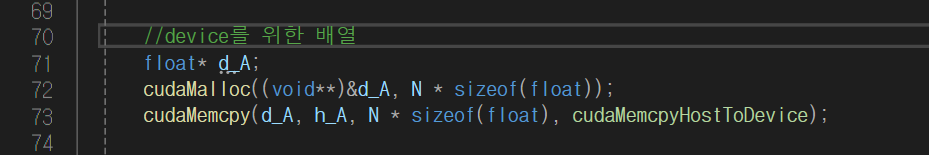 69
70 //device를 위한 배열
71 float* d_A;
72 cudaMalloc((void**)&d_A, N * sizeof(float));
73 cudaMemcpy(d_A, h_A, N * sizeof(float), cudaMemcpyHostToDevice);
74